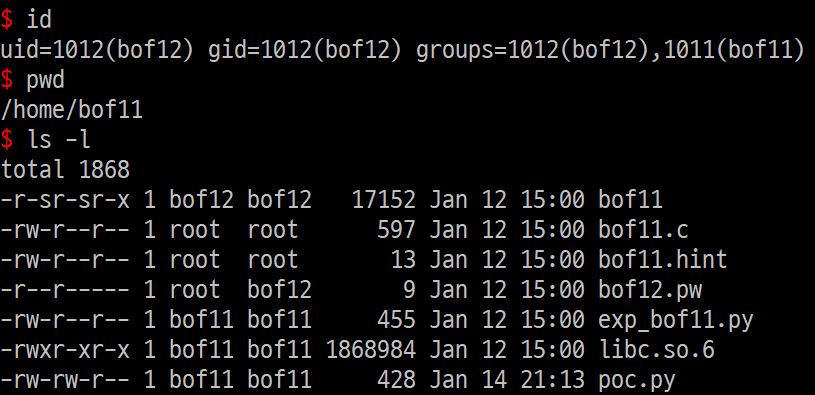 $ id
uid=1012(bof12) gid=1012(bof12) groups=1012(bof12),1011(bof11)
$ pwd
/home/bof11
$ ls -l
total 1868
-r-sr-sr-x 1 bof12 bof12   17152 Jan 12 15:00 bof11
-rw-r--r-- 1 root  root      597 Jan 12 15:00 bof11.c
-rw-r--r-- 1 root  root       13 Jan 12 15:00 bof11.hint
-r--r----- 1 root  bof12       9 Jan 12 15:00 bof12.pw
-rw-r--r-- 1 bof11 bof11     455 Jan 12 15:00 exp_bof11.py
-rwxr-xr-x 1 bof11 bof11 1868984 Jan 12 15:00 libc.so.6
-rw-rw-r-- 1 bof11 bof11     428 Jan 14 21:13 poc.py